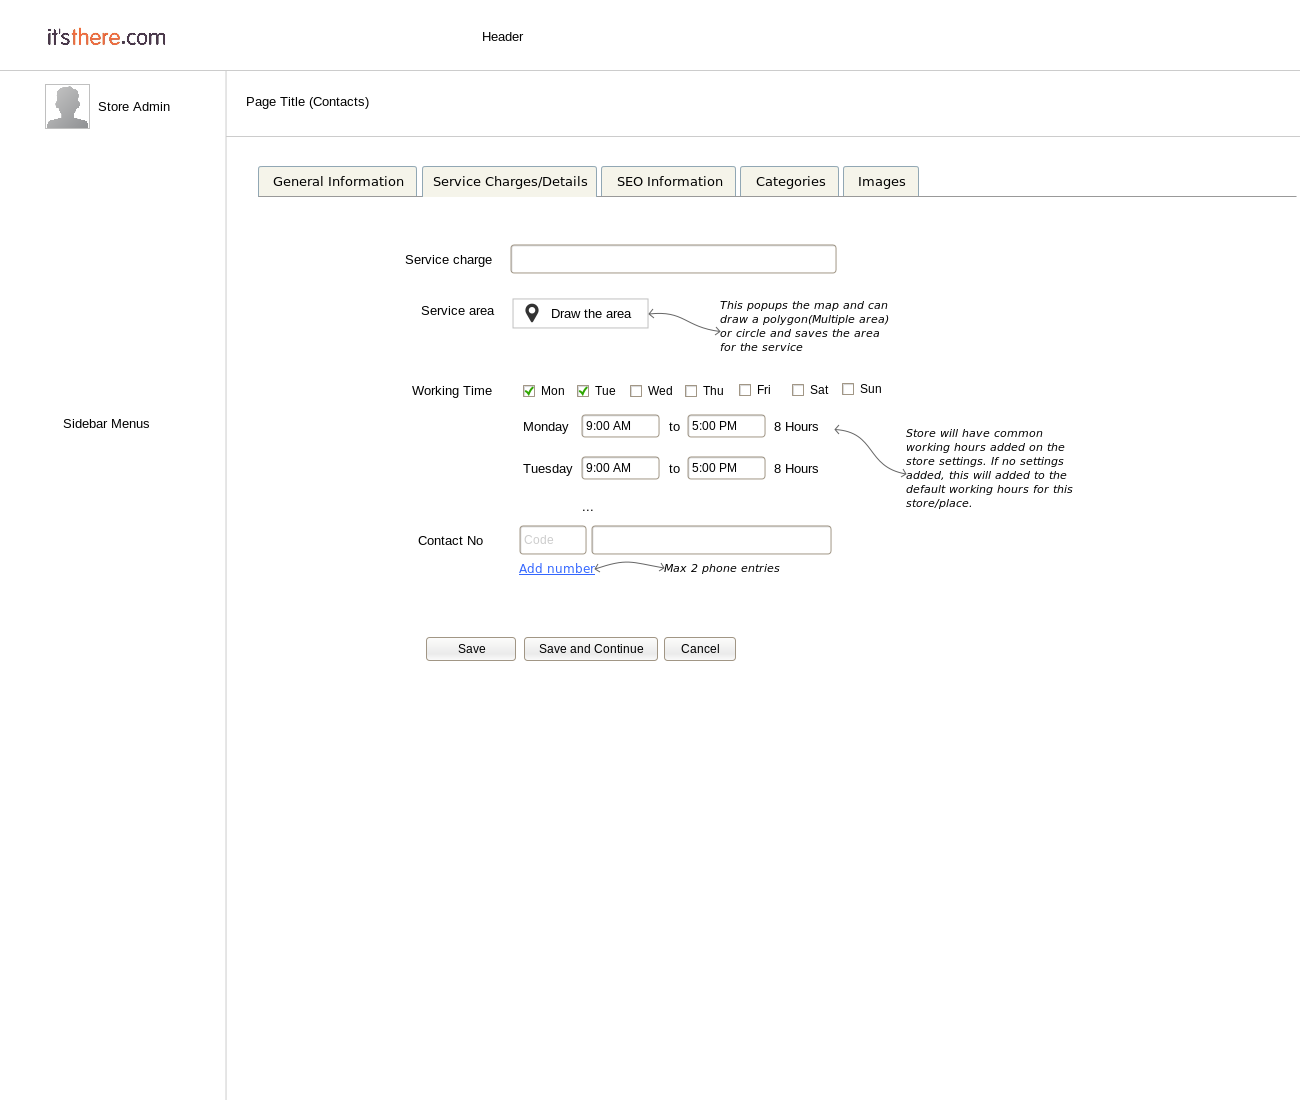 it'sthere.com
Header
Store Admin
Page Title (Contacts)
General Information
Service Charges/Details
SEO Information
Categories
Images
Service charge
Service area
Draw the area
This popups the map and can
draw a polygon(Multiple area)
or circle and saves the area
for the service
Working Time
Mon
Tue
Wed
Thu
Fri
Sat
Sun
Sidebar Menus
Monday
9:00 AM
to
5:00 PM
8 Hours
Store will have common
working hours added on the
store settings. If no settings
added, this will added to the
default working hours for this
store/place.
Tuesday
9:00 AM
to
5:00 PM
8 Hours
...
Contact No
Code
Add number
Max 2 phone entries
Save
Save and Continue
Cancel